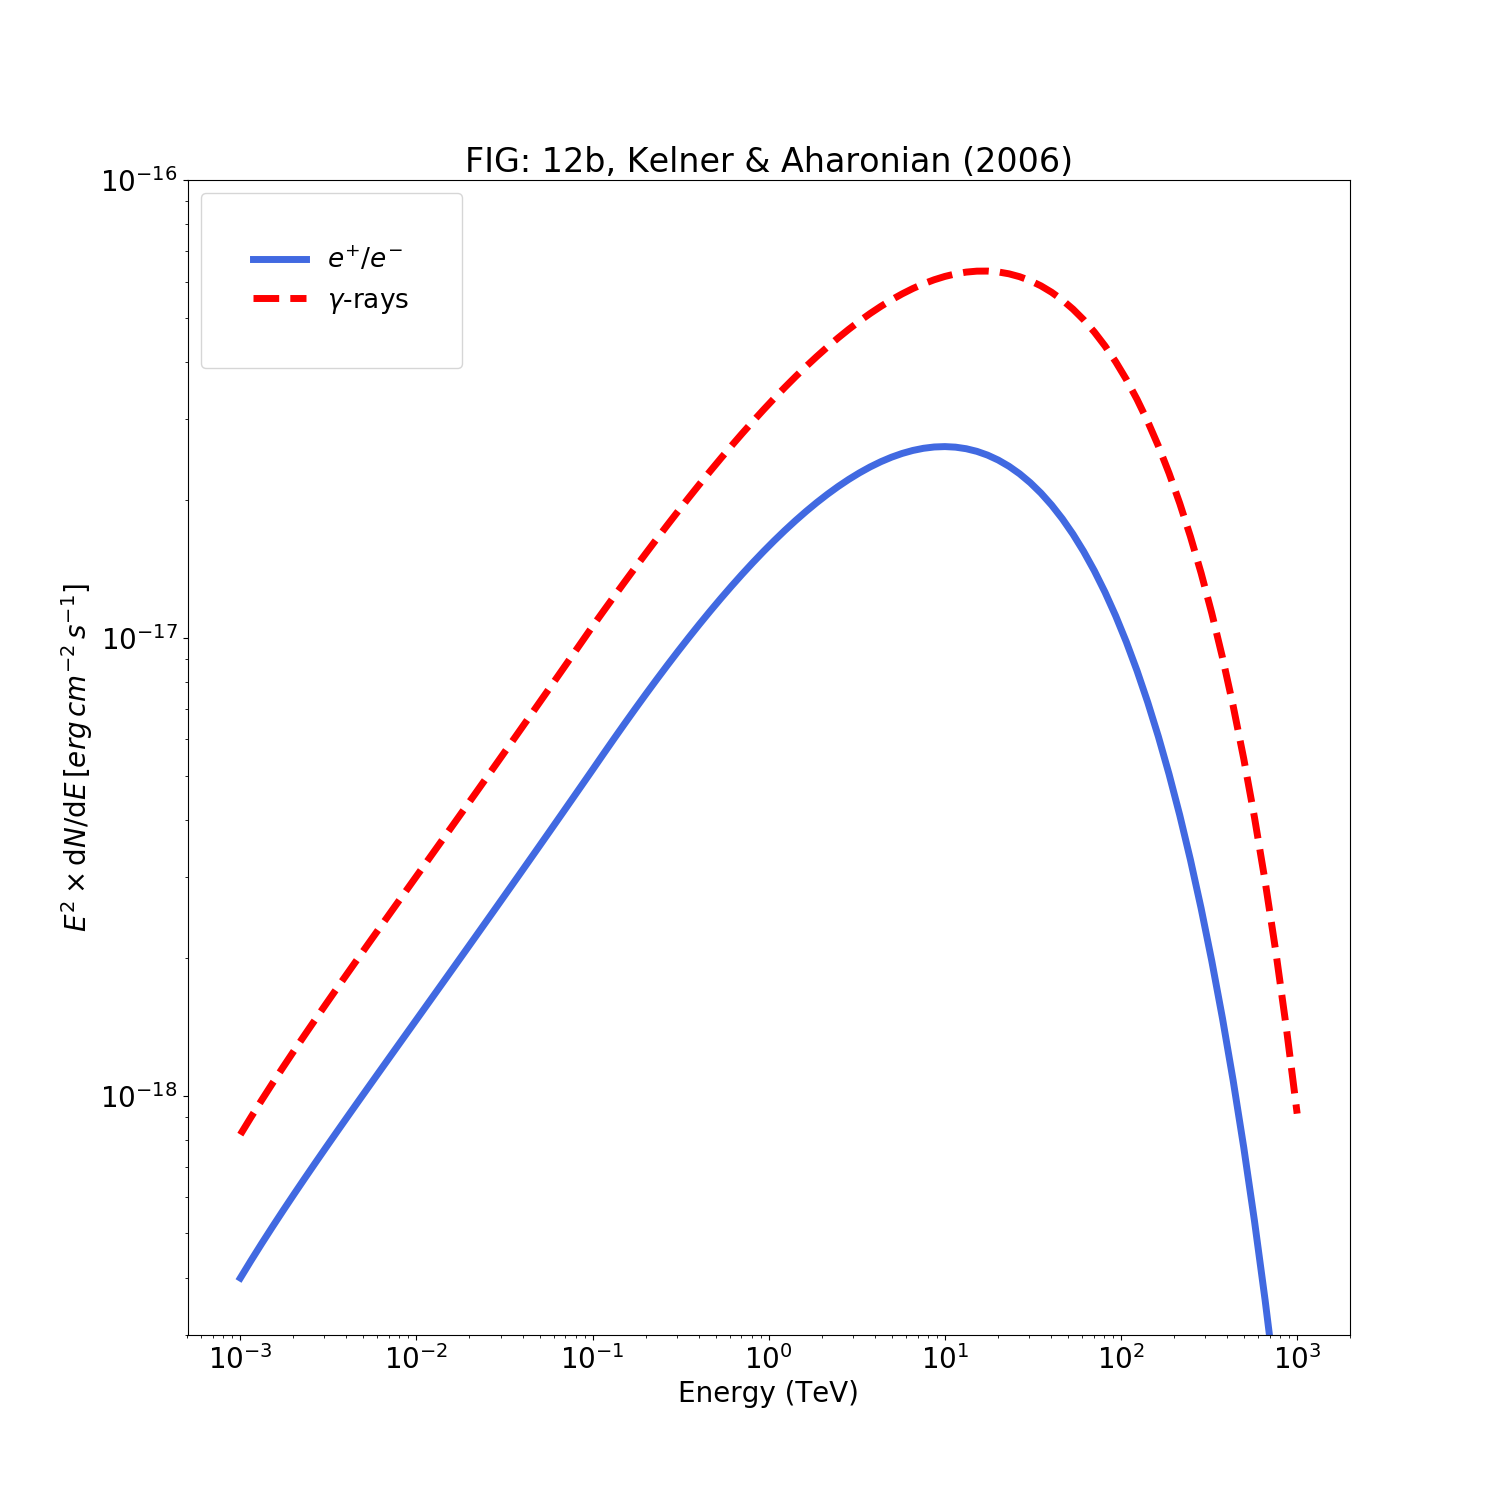 FIG: 12b, Kelner & Aharonian (2006)
10⁻¹⁶
e⁺/e⁻
γ-rays
10⁻¹⁷
E² × dN/dE [erg cm⁻² s⁻¹]
10⁻¹⁸
10⁻³ 10⁻² 10⁻¹ 10⁰ 10¹ 10² 10³
Energy (TeV)